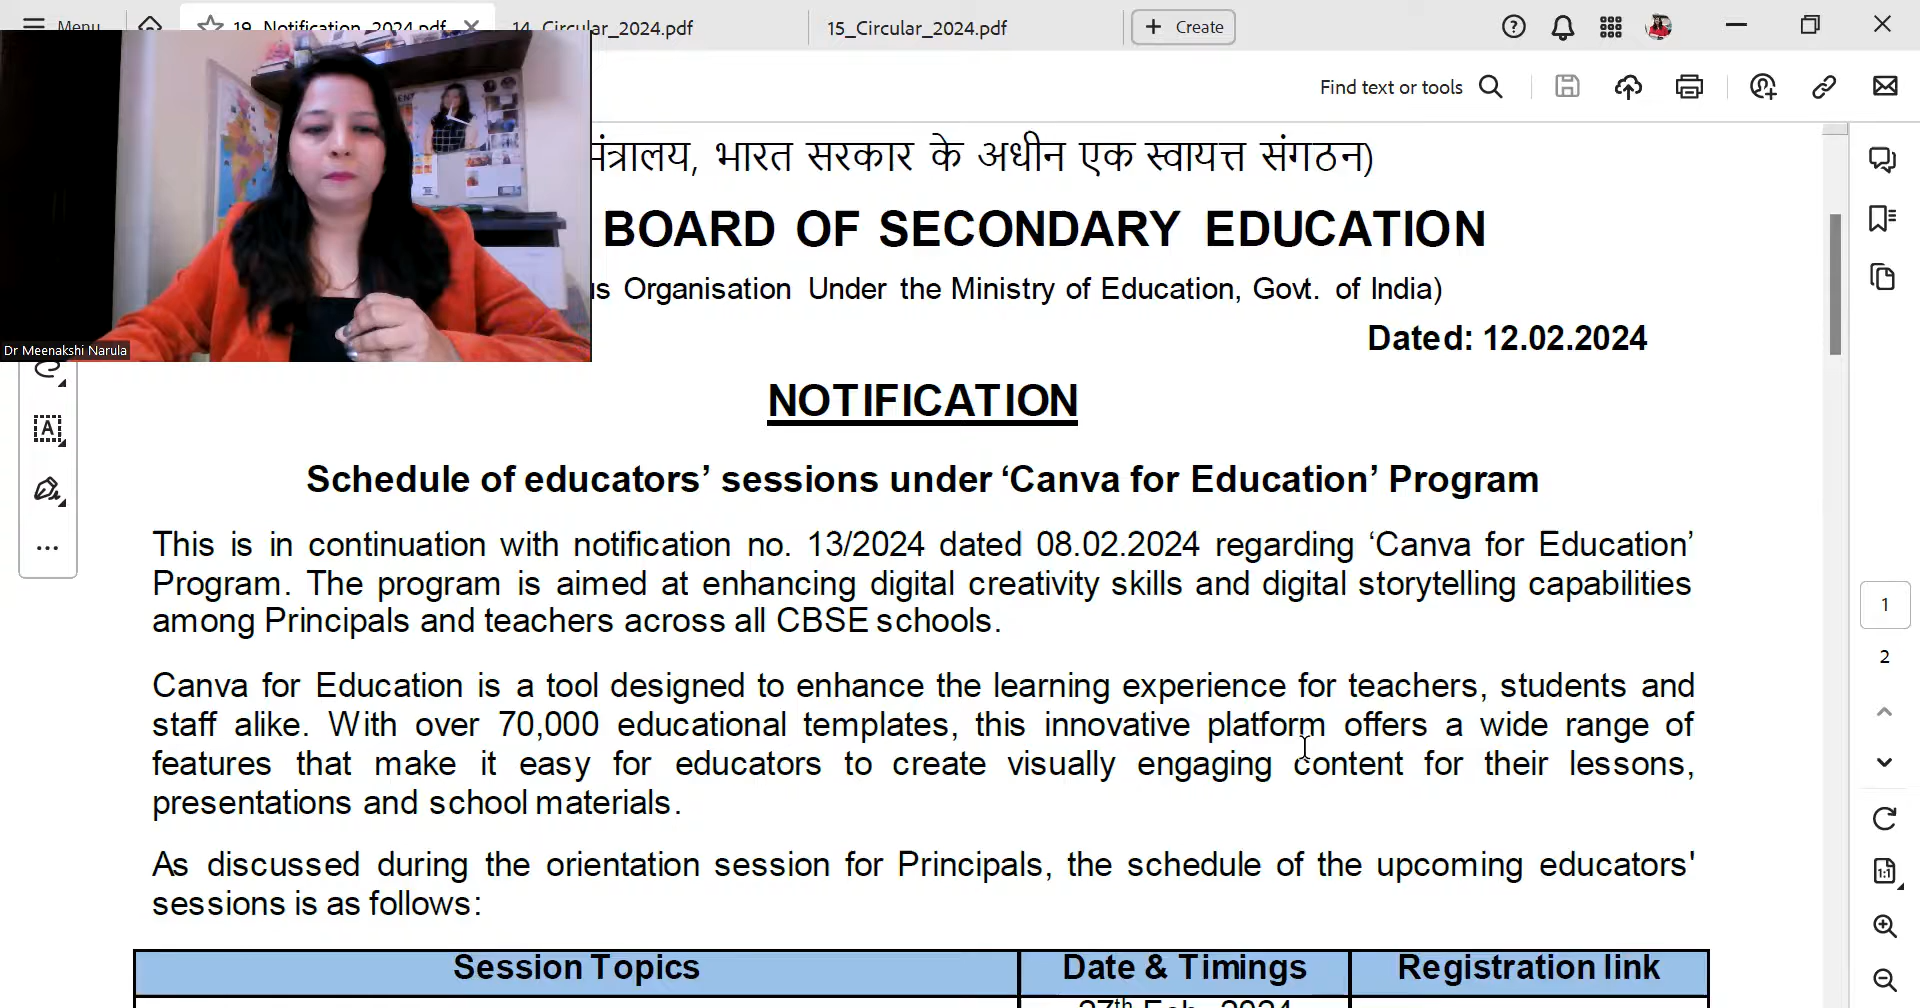 Menu
19_Notification_2024.pdf
14_Circular_2024.pdf
15_Circular_2024.pdf
Create
Find text or tools
मंत्रालय, भारत सरकार के अधीन एक स्वायत्त संगठन)
BOARD OF SECONDARY EDUCATION
us Organisation Under the Ministry of Education, Govt. of India)
Dr Meenakshi Narula
Dated: 12.02.2024
NOTIFICATION
Schedule of educators’ sessions under ‘Canva for Education’ Program
This is in continuation with notification no. 13/2024 dated 08.02.2024 regarding ‘Canva for Education’
Program. The program is aimed at enhancing digital creativity skills and digital storytelling capabilities
among Principals and teachers across all CBSE schools.
Canva for Education is a tool designed to enhance the learning experience for teachers, students and
staff alike. With over 70,000 educational templates, this innovative platform offers a wide range of
features that make it easy for educators to create visually engaging content for their lessons,
presentations and school materials.
As discussed during the orientation session for Principals, the schedule of the upcoming educators'
sessions is as follows:
Session Topics
Date & Timings
Registration link
27th Feb, 2024
1
2